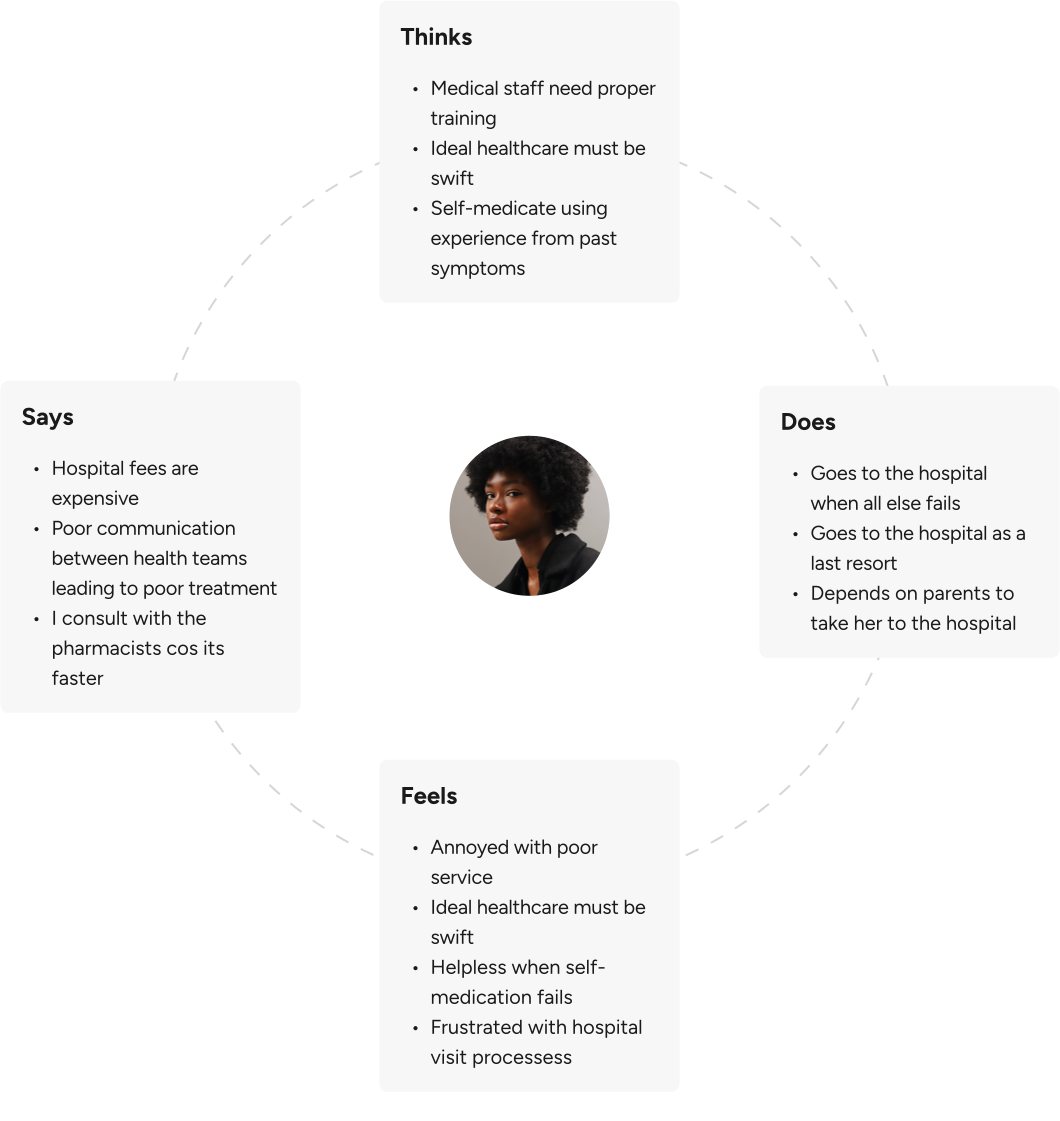 Thinks
• Medical staff need proper
training
• Ideal healthcare must be
swift
• Self-medicate using
experience from past
symptoms
Says
• Hospital fees are
expensive
• Poor communication
between health teams
leading to poor treatment
• I consult with the
pharmacists cos its
faster
Does
• Goes to the hospital
when all else fails
• Goes to the hospital as a
last resort
• Depends on parents to
take her to the hospital
Feels
• Annoyed with poor
service
• Ideal healthcare must be
swift
• Helpless when self-
medication fails
• Frustrated with hospital
visit processess